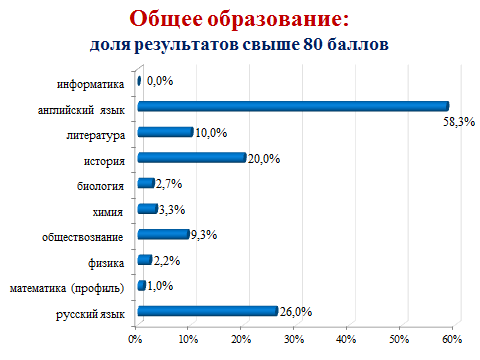 Общее образование:
доля результатов свыше 80 баллов
информатика 0,0%
английский язык 58,3%
литература 10,0%
история 20,0%
биология 2,7%
химия 3,3%
обществознание 9,3%
физика 2,2%
математика (профиль) 1,0%
русский язык 26,0%
0% 10% 20% 30% 40% 50% 60%